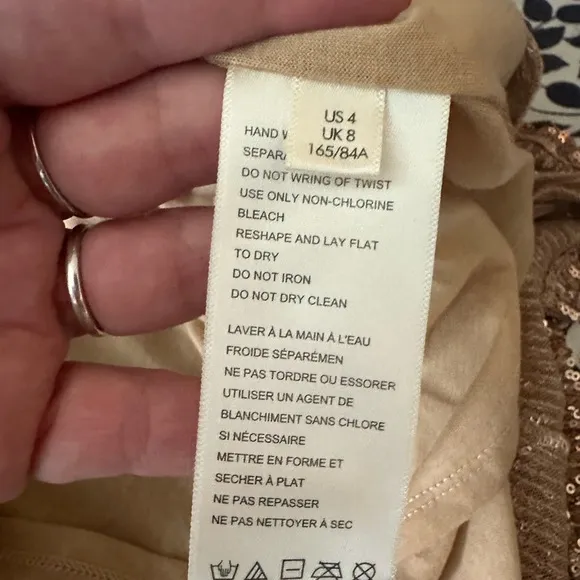 US 4
UK 8
165/84A
HAND
DO NOT WRING OF TWIST
USE ONLY NON-CHLORINE
BLEACH
RESHAPE AND LAY FLAT
TO DRY
DO NOT IRON
DO NOT DRY CLEAN
LAVER À LA MAIN À L'EAU
FROIDE SÉPARÉMEN
NE PAS TORDRE OU ESSORER
UTILISER UN AGENT DE
BLANCHIMENT SANS CHLORE
SI NÉCESSAIRE
METTRE EN FORME ET
SECHER À PLAT
NE PAS REPASSER
NE PAS NETTOYER À SEC